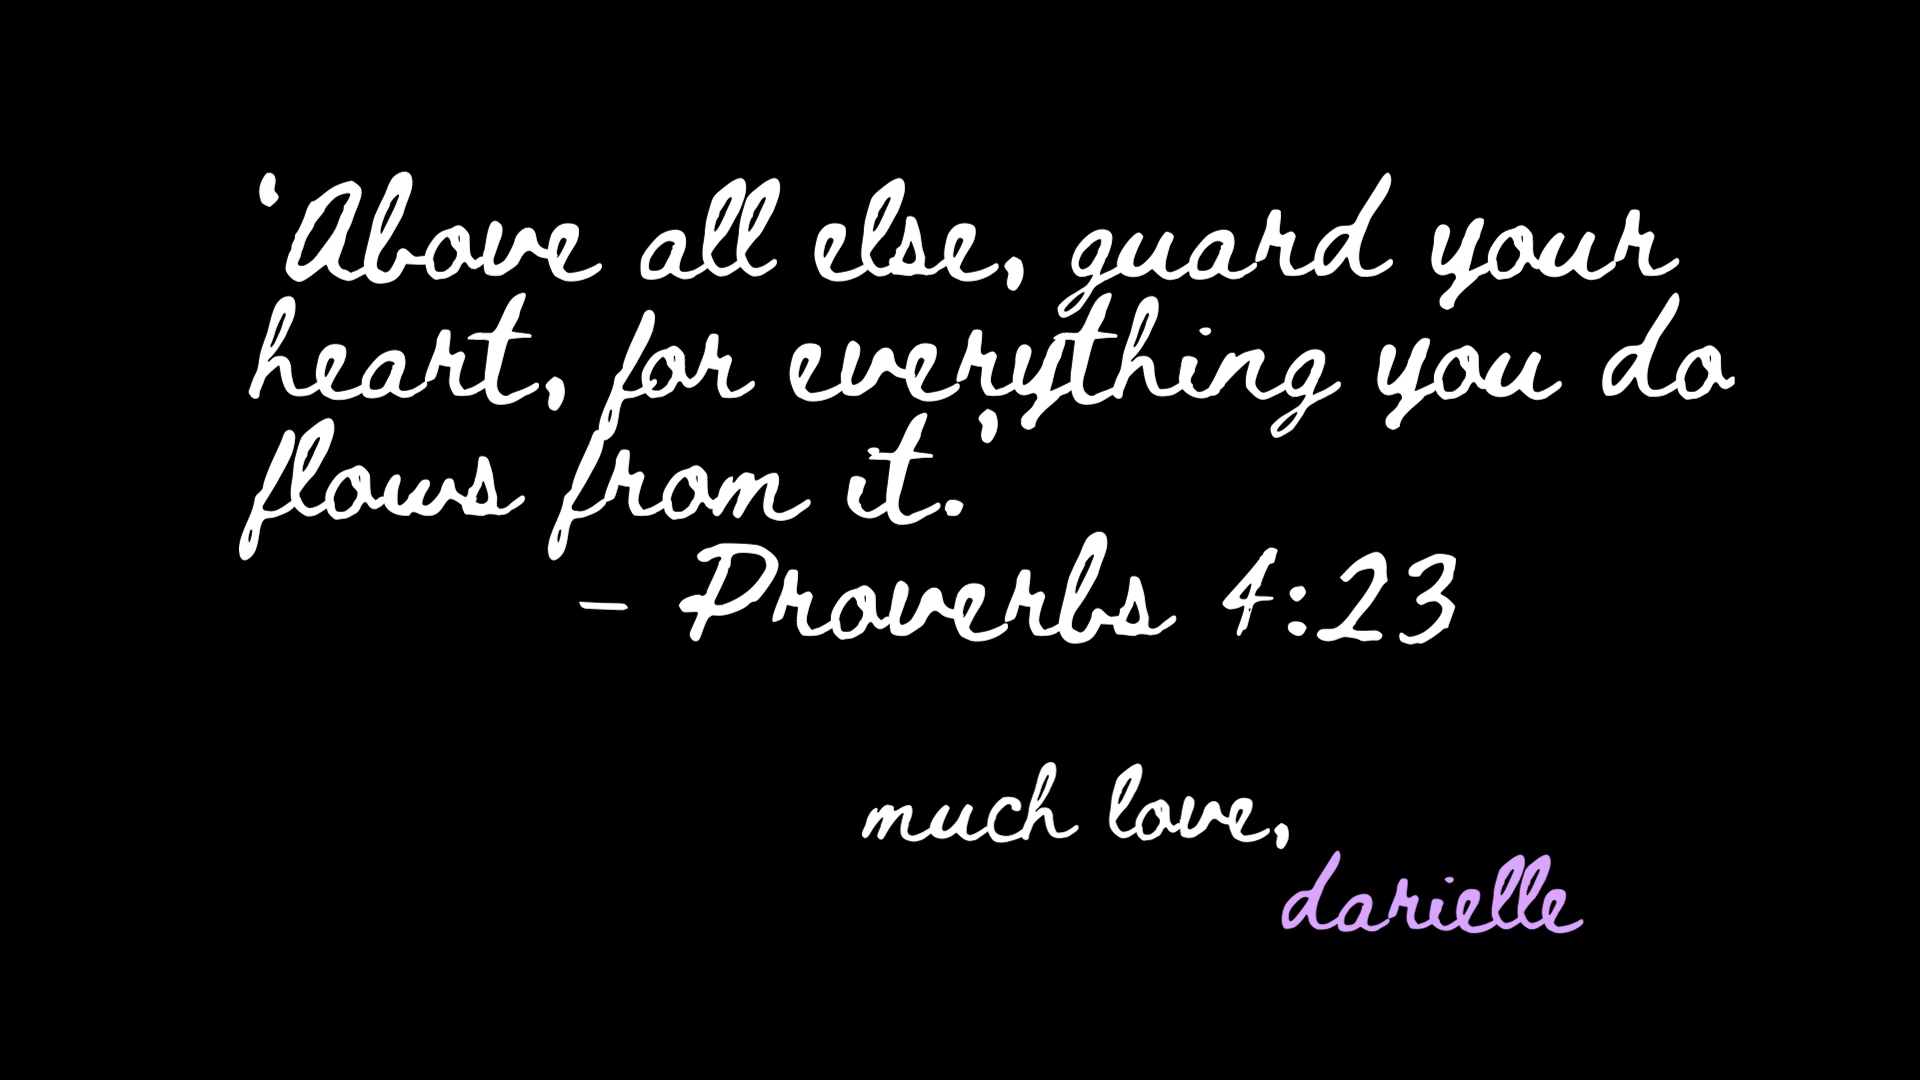 ‘Above all else, guard your
heart, for everything you do
flows from it.’
– Proverbs 4:23
much love,
darielle